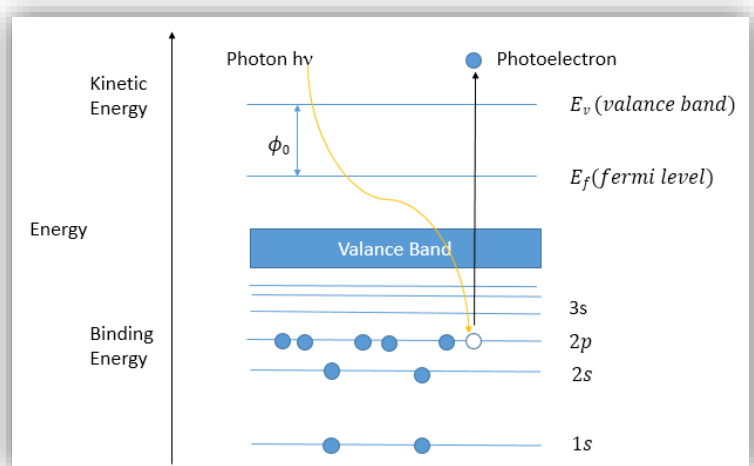 Photon hν
Photoelectron
Kinetic
Energy
E_v(valance band)
ϕ₀
E_f(fermi level)
Energy
Valance Band
3s
Binding
Energy
2p
2s
1s